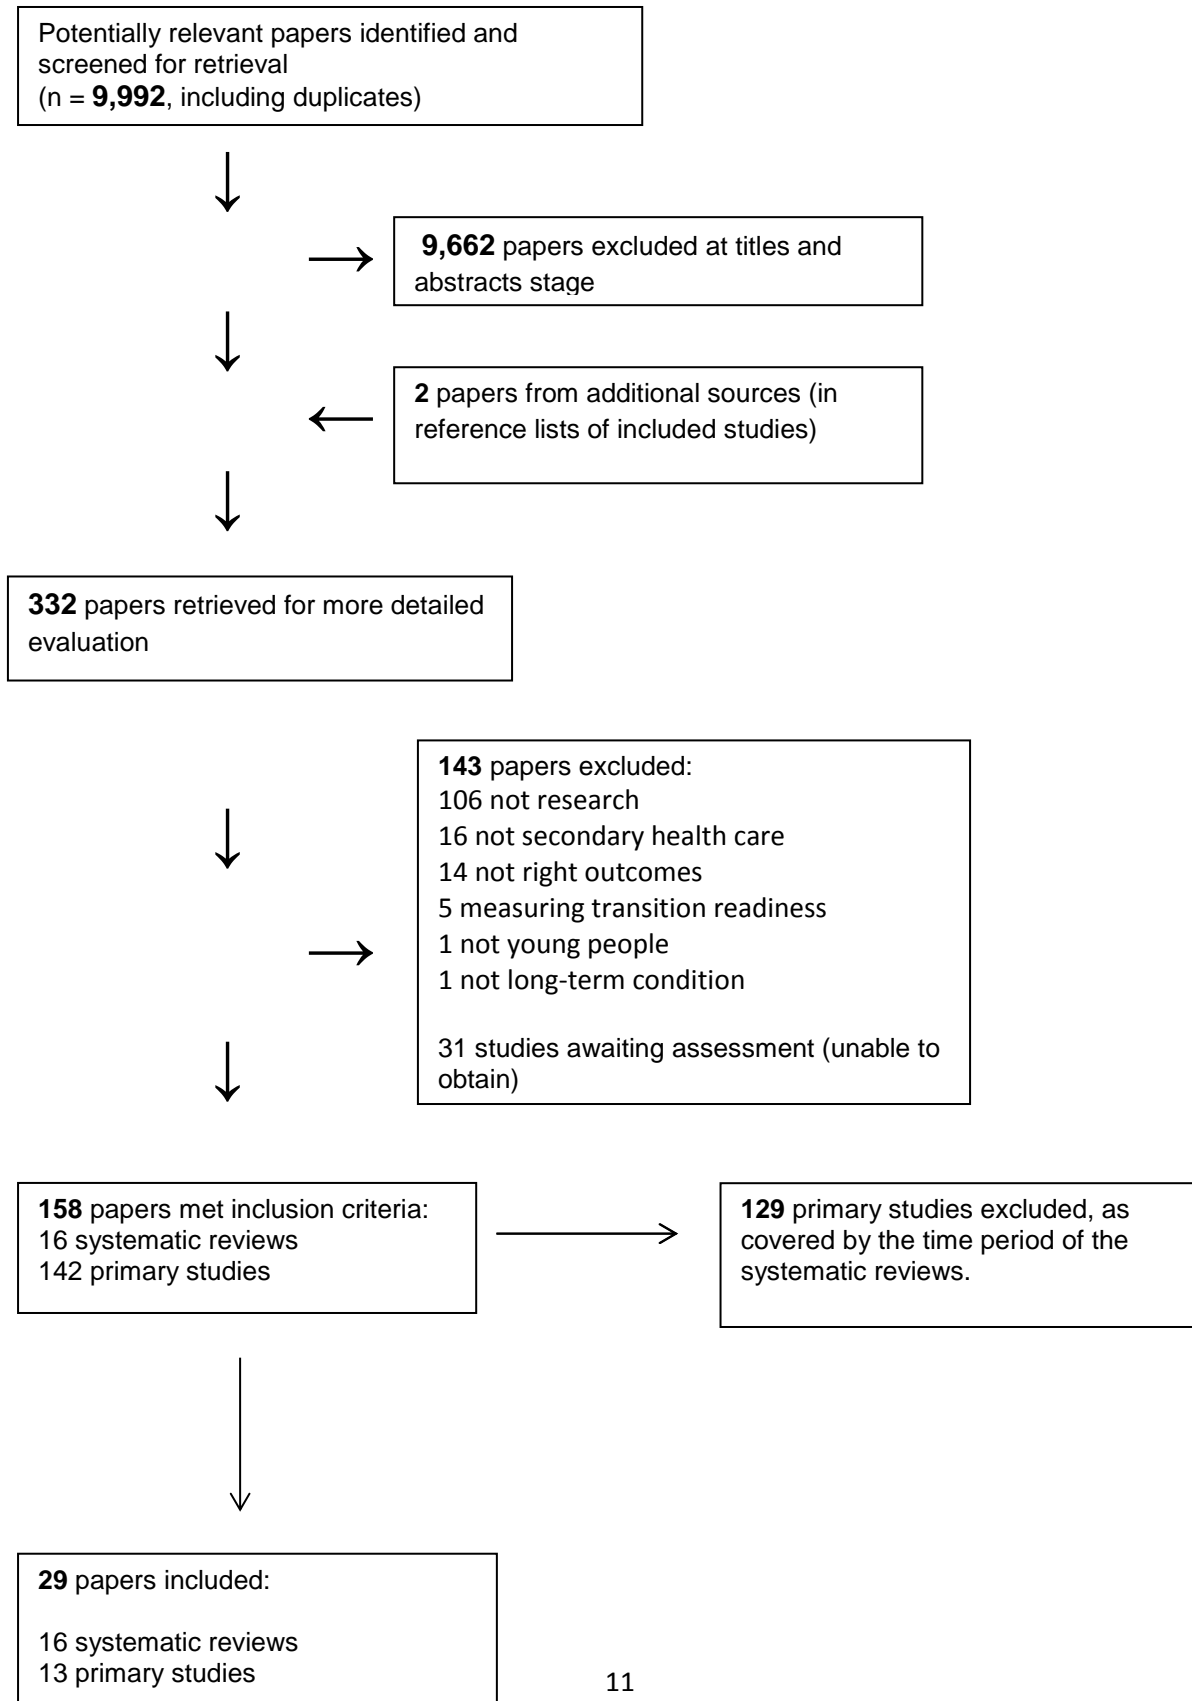 Potentially relevant papers identified and
screened for retrieval
(n = 9,992, including duplicates)
9,662 papers excluded at titles and
abstracts stage
2 papers from additional sources (in
reference lists of included studies)
332 papers retrieved for more detailed
evaluation
143 papers excluded:
106 not research
16 not secondary health care
14 not right outcomes
5 measuring transition readiness
1 not young people
1 not long-term condition
31 studies awaiting assessment (unable to
obtain)
158 papers met inclusion criteria:
16 systematic reviews
142 primary studies
129 primary studies excluded, as
covered by the time period of the
systematic reviews.
29 papers included:
16 systematic reviews
13 primary studies
11